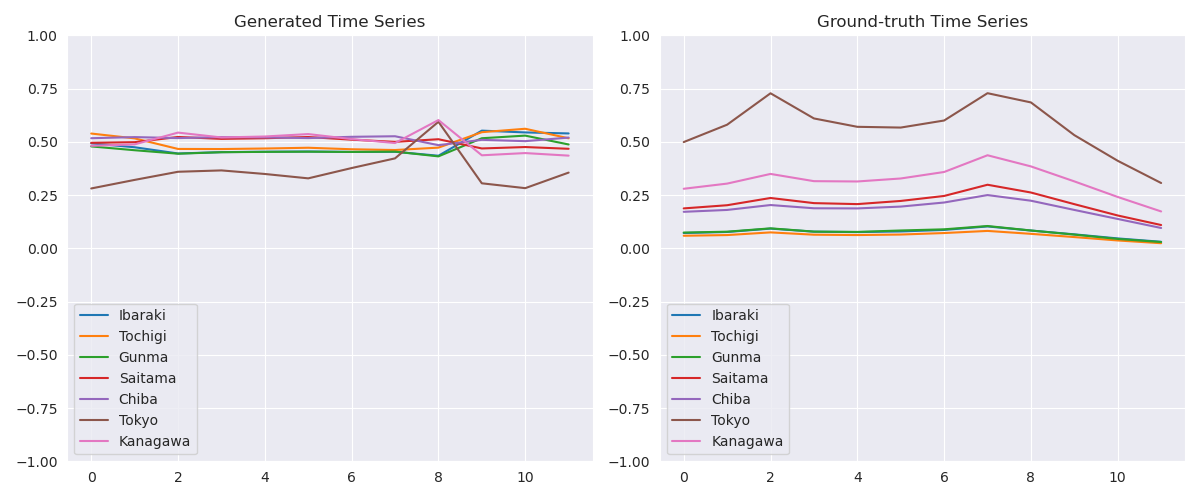 Generated Time Series
1.00
0.75
0.50
0.25
0.00
−0.25
−0.50
−0.75
−1.00
0 2 4 6 8 10
Ibaraki
Tochigi
Gunma
Saitama
Chiba
Tokyo
Kanagawa
Ground-truth Time Series
1.00
0.75
0.50
0.25
0.00
−0.25
−0.50
−0.75
−1.00
0 2 4 6 8 10
Ibaraki
Tochigi
Gunma
Saitama
Chiba
Tokyo
Kanagawa